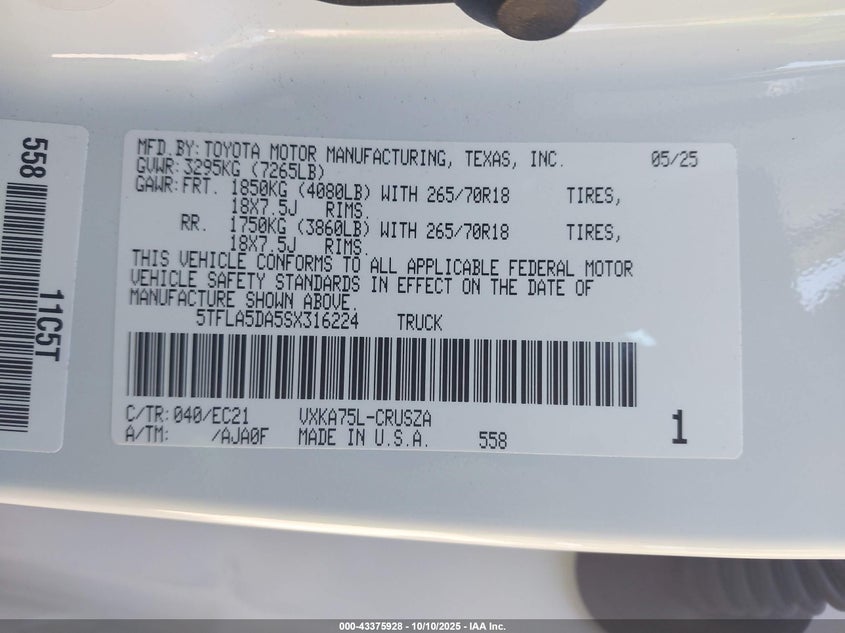 558
11C5T
MFD.BY:TOYOTA MOTOR MANUFACTURING, TEXAS, INC. 05/25
GVWR:3295KG (7265LB)
GAWR:FRT. 1850KG (4080LB) WITH 265/70R18 TIRES,
18X7.5J RIMS.
RR. 1750KG (3860LB) WITH 265/70R18 TIRES,
18X7.5J RIMS.
THIS VEHICLE CONFORMS TO ALL APPLICABLE FEDERAL MOTOR
VEHICLE SAFETY STANDARDS IN EFFECT ON THE DATE OF
MANUFACTURE SHOWN ABOVE.
5TFLA5DA5SX316224 TRUCK
C/TR:040/EC21 VXKA75L-CRUSZA
A/TM: /AJA0F MADE IN U.S.A. 558 1
000-43375928 | 10/10/2025 - IAA Inc.